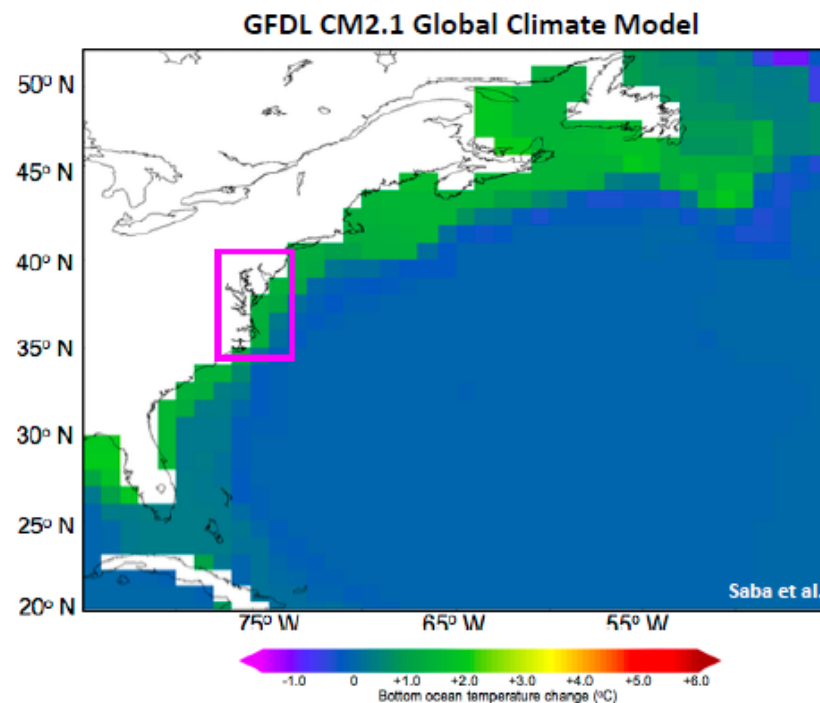 GFDL CM2.1 Global Climate Model
50º N
45º N
40º N
35º N
30º N
25º N
20º N
Saba et al.
75º W
65º W
55º W
-1.0
0
+1.0
+2.0
+3.0
+4.0
+5.0
+6.0
Bottom ocean temperature change (ºC)